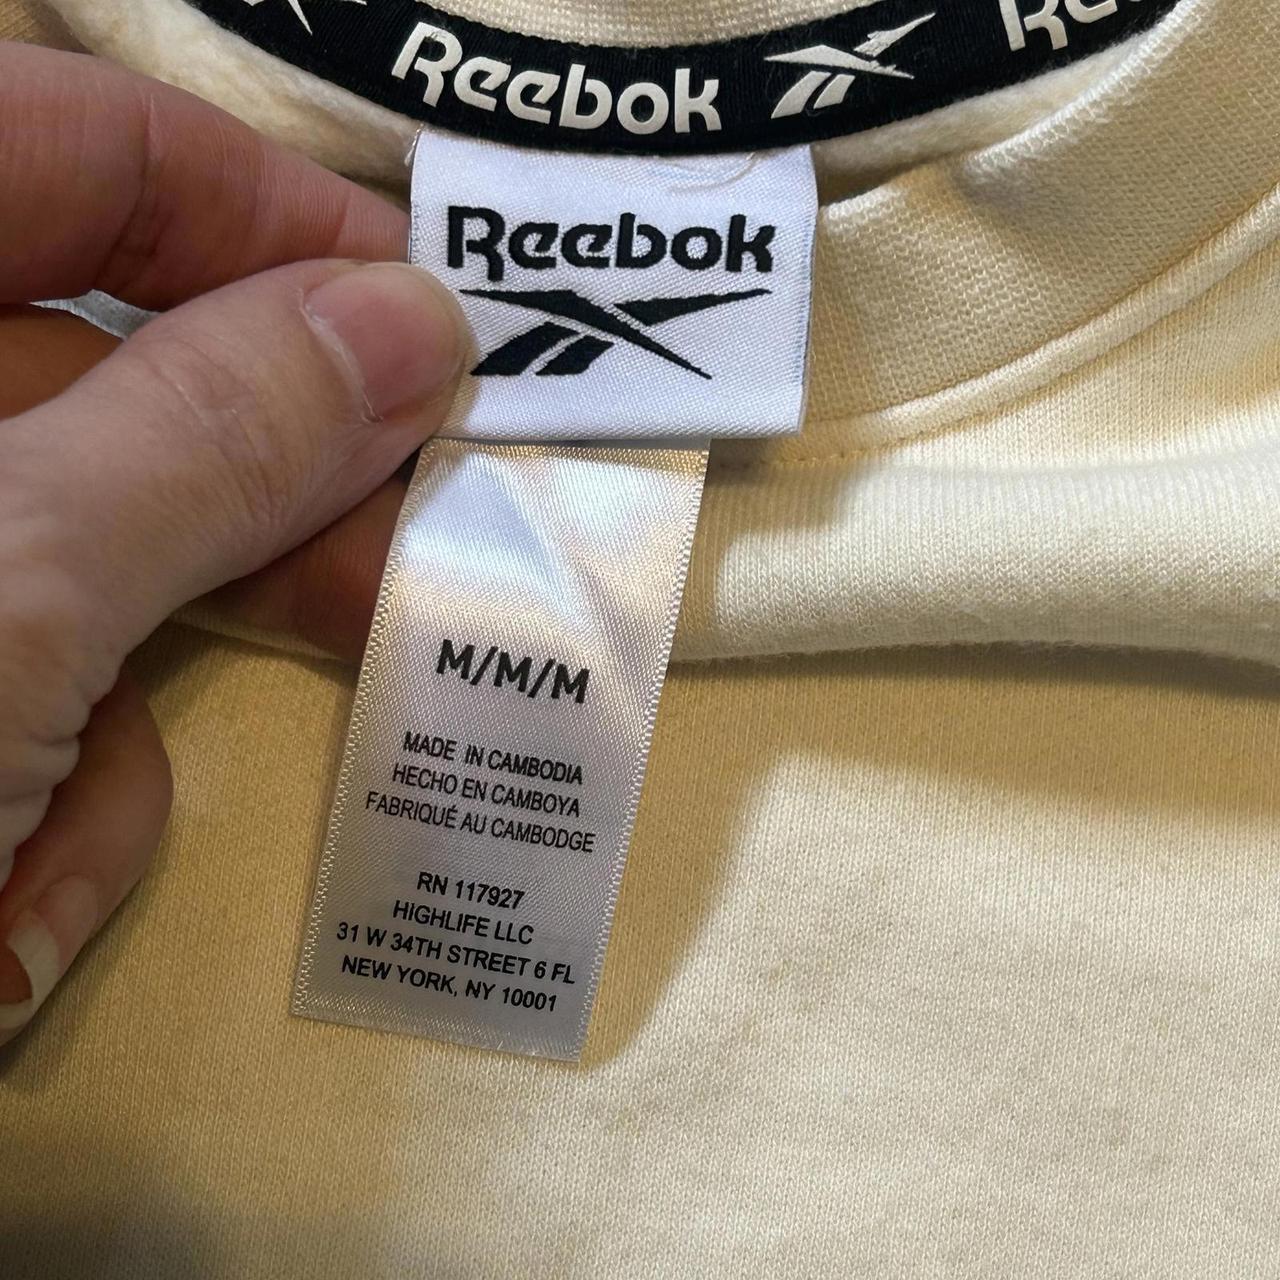 Reebok
Reebok
M/M/M
MADE IN CAMBODIA
HECHO EN CAMBOYA
FABRIQUÉ AU CAMBODGE
RN 117927
HIGHLIFE LLC
31 W 34TH STREET 6 FL
NEW YORK, NY 10001